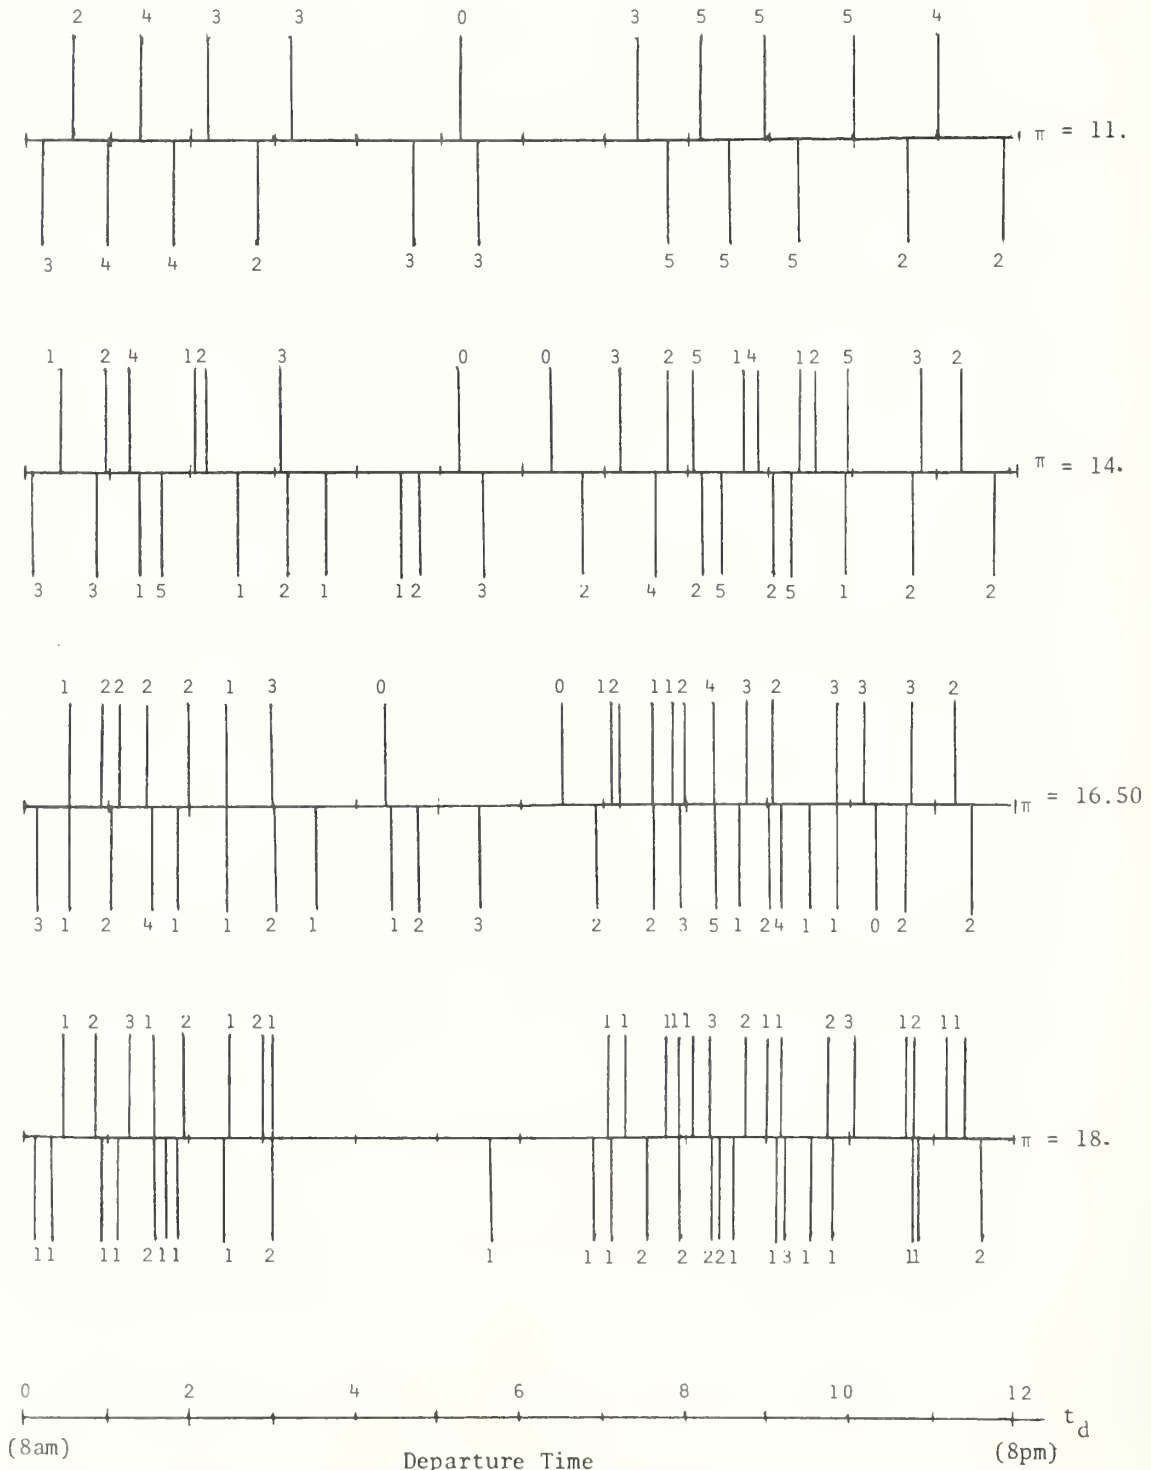 2 4 3 3 0 3 5 5 5 4
π = 11.
3 4 4 2 3 3 5 5 5 2 2
1 2 4 1 2 3 0 0 3 2 5 1 4 1 2 5 3 2
π = 14.
3 3 1 5 1 2 1 1 2 3 2 4 2 5 2 5 1 2 2
1 2 2 2 2 1 3 0 0 1 2 1 1 2 4 3 2 3 3 3 2
π = 16.50
3 1 2 4 1 1 2 1 1 2 3 2 2 3 5 1 2 4 1 1 0 2 2
1 2 3 1 2 1 2 1 1 1 1 1 1 3 2 1 1 2 3 1 2 1 1
π = 18.
1 1 1 1 2 1 1 1 2 1 1 1 2 2 2 2 1 1 3 1 1 1 1 2
0 2 4 6 8 10 12
t_d
(8am) (8pm)
Departure Time